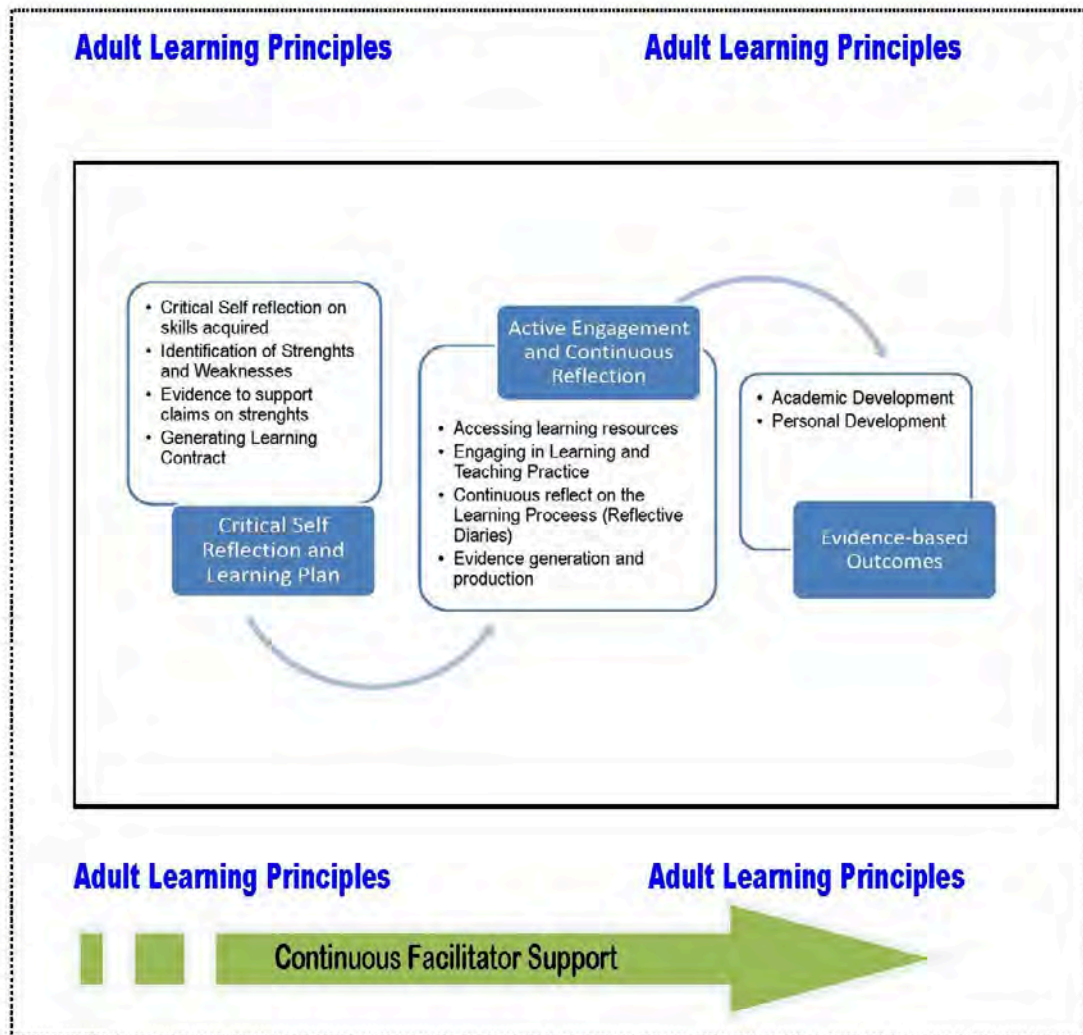 Adult Learning Principles
Adult Learning Principles
• Critical Self reflection on
skills acquired
• Identification of Strenghts
and Weaknesses
• Evidence to support
claims on strenghts
• Generating Learning
Contract
Critical Self
Reflection and
Learning Plan
Active Engagement
and Continuous
Reflection
• Accessing learning resources
• Engaging in Learning and
Teaching Practice
• Continuous reflect on the
Learning Proceess (Reflective
Diaries)
• Evidence generation and
production
• Academic Development
• Personal Development
Evidence-based
Outcomes
Adult Learning Principles
Adult Learning Principles
Continuous Facilitator Support